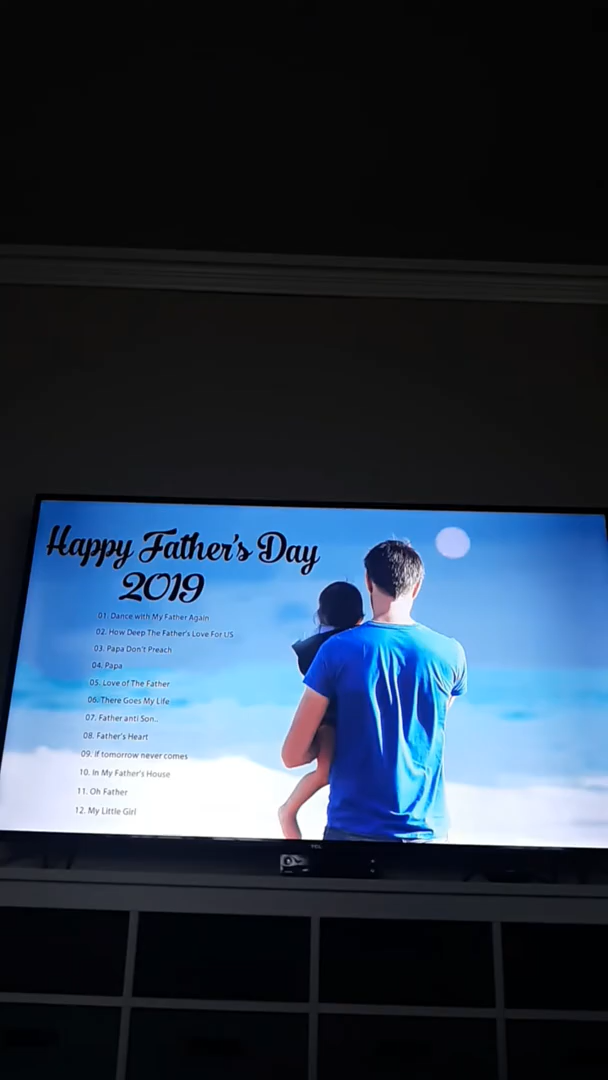 Happy Father's Day
2019
01. Dance with My Father Again
02. How Deep The Father's Love For US
03. Papa Don't Preach
04. Papa
05. Love of The Father
06. There Goes My Life
07. Father anti Son..
08. Father's Heart
09. If tomorrow never comes
10. In My Father's House
11. Oh Father
12. My Little Girl
TCL